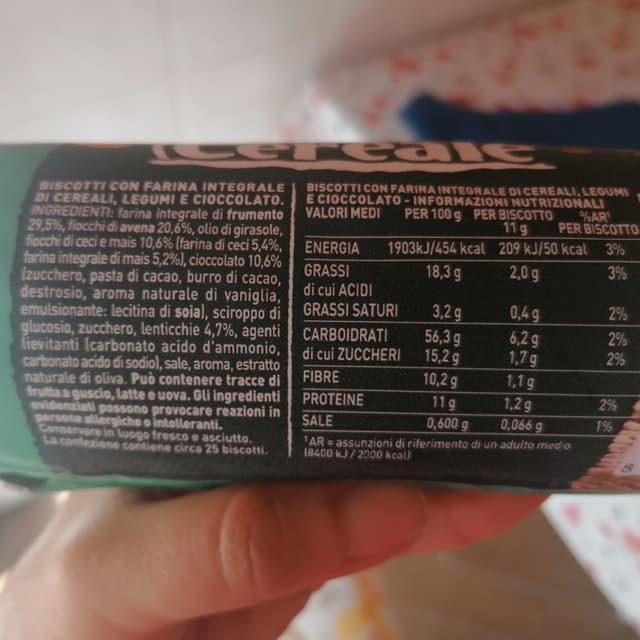 Cereale
BISCOTTI CON FARINA INTEGRALE
DI CEREALI, LEGUMI E CIOCCOLATO.
INGREDIENTI: farina integrale di frumento
29,5%, fiocchi di avena 20,6%, olio di girasole,
fiocchi di ceci e mais 10,6% (farina di ceci 5,4%,
farina integrale di mais 5,2%), cioccolato 10,6%
(zucchero, pasta di cacao, burro di cacao,
destrosio, aroma naturale di vaniglia,
emulsionante: lecitina di soia), sciroppo di
glucosio, zucchero, lenticchie 4,7%, agenti
lievitanti (carbonato acido d'ammonio,
carbonato acido di sodio), sale, aroma, estratto
naturale di oliva. Può contenere tracce di
frutta a guscio, latte e uova. Gli ingredienti
evidenziati possono provocare reazioni in
persone allergiche o intolleranti.
Conservare in luogo fresco e asciutto.
La confezione contiene circa 25 biscotti.
BISCOTTI CON FARINA INTEGRALE DI CEREALI, LEGUMI
E CIOCCOLATO - INFORMAZIONI NUTRIZIONALI
VALORI MEDI PER 100 g PER BISCOTTO %AR¹
11 g PER BISCOTTO
ENERGIA 1903kJ/454 kcal 209 kJ/50 kcal 3%
GRASSI 18,3 g 2,0 g 3%
di cui ACIDI
GRASSI SATURI 3,2 g 0,4 g 2%
CARBOIDRATI 56,3 g 6,2 g 2%
di cui ZUCCHERI 15,2 g 1,7 g 2%
FIBRE 10,2 g 1,1 g
PROTEINE 11 g 1,2 g 2%
SALE 0,600 g 0,066 g 1%
¹AR = assunzioni di riferimento di un adulto medio
(8400 kJ / 2000 kcal)
8